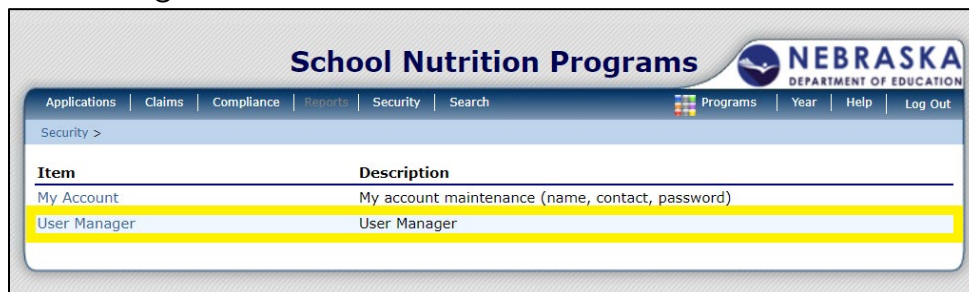 School Nutrition Programs
NEBRASKA
DEPARTMENT OF EDUCATION
Applications | Claims | Compliance | Reports | Security | Search Programs | Year | Help | Log Out
Security >
Item Description
My Account My account maintenance (name, contact, password)
User Manager User Manager